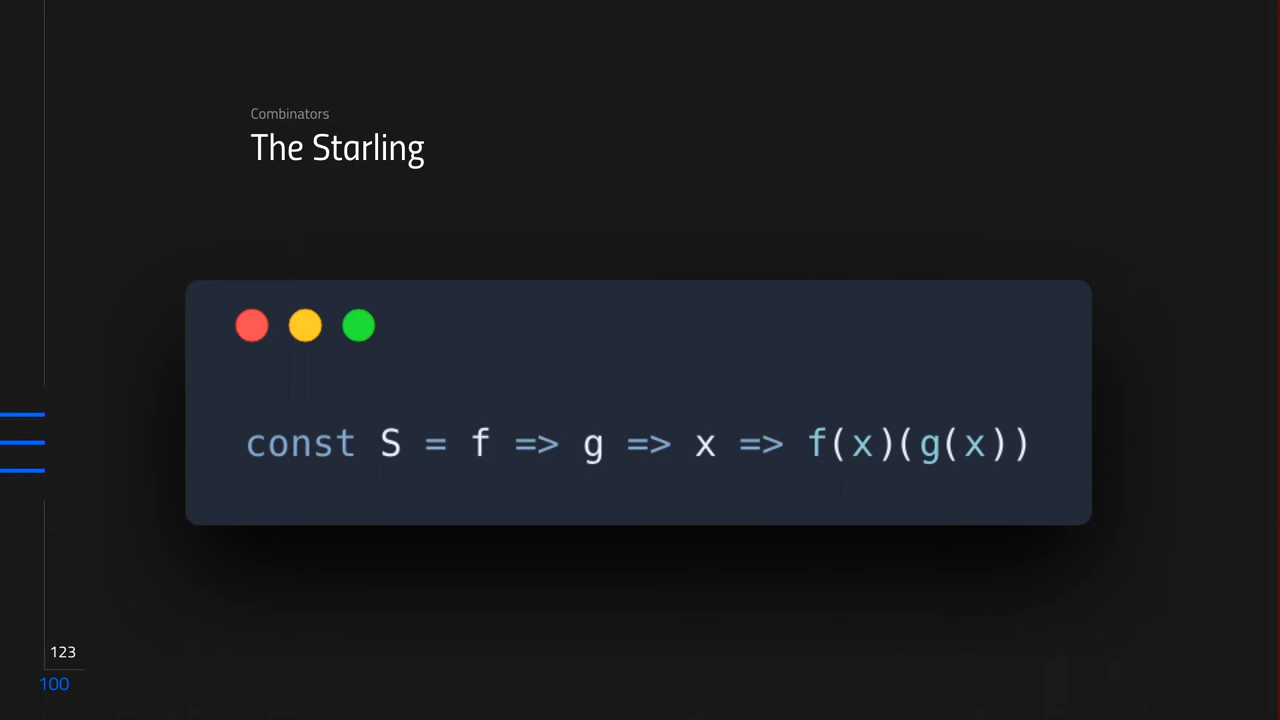 Combinators
The Starling
const S = f => g => x => f(x)(g(x))
123
100